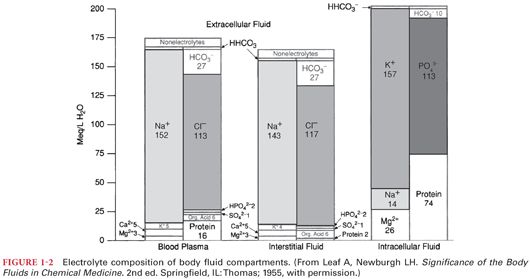 Extracellular Fluid
Meq/L H₂O
200
175
150
125
100
75
50
25
0
Nonelectrolytes
HHCO₃
HCO₃⁻
27
Na⁺
152
Cl⁻
113
HPO₄²⁻2
SO₄²⁻1
Org. Acid 6
Ca²⁺5
K⁺5
Mg²⁺3
Protein
16
Blood Plasma
Nonelectrolytes
HCO₃⁻
27
Na⁺
143
Cl⁻
117
HPO₄²⁻2
SO₄²⁻1
Ca²⁺5
K⁺4
Mg²⁺3
Org. Acid 6
Protein 2
Interstitial Fluid
HHCO₃⁻
HCO₃⁻ 10
K⁺
157
PO₄³⁻
113
Na⁺
14
Mg²⁺
26
Protein
74
Intracellular Fluid
FIGURE 1-2 Electrolyte composition of body fluid compartments. (From Leaf A, Newburgh LH. Significance of the Body
Fluids in Chemical Medicine. 2nd ed. Springfield, IL: Thomas; 1955, with permission.)